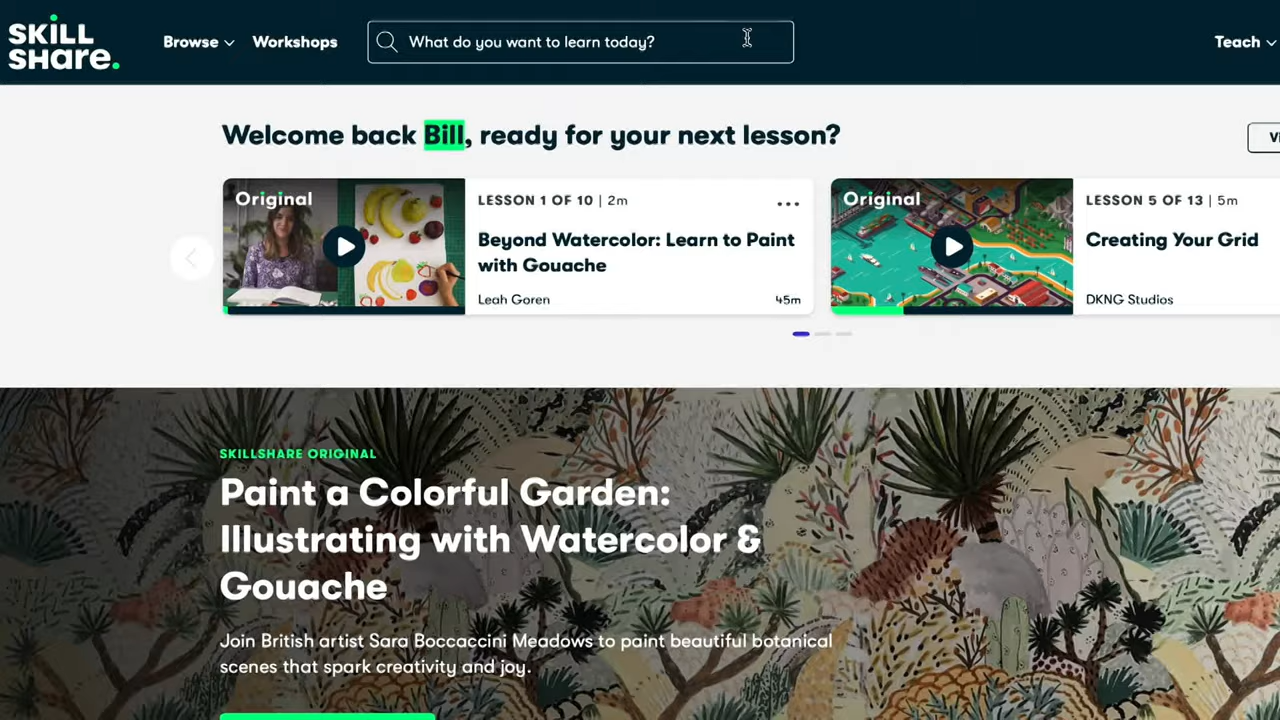 SKiLL
SHare.
Browse
Workshops
What do you want to learn today?
Teach
Welcome back Bill, ready for your next lesson?
Original
LESSON 1 OF 10 | 2m
Beyond Watercolor: Learn to Paint
with Gouache
Leah Goren
45m
Original
LESSON 5 OF 13 | 5m
Creating Your Grid
DKNG Studios
SKILLSHARE ORIGINAL
Paint a Colorful Garden:
Illustrating with Watercolor &
Gouache
Join British artist Sara Boccaccini Meadows to paint beautiful botanical
scenes that spark creativity and joy.